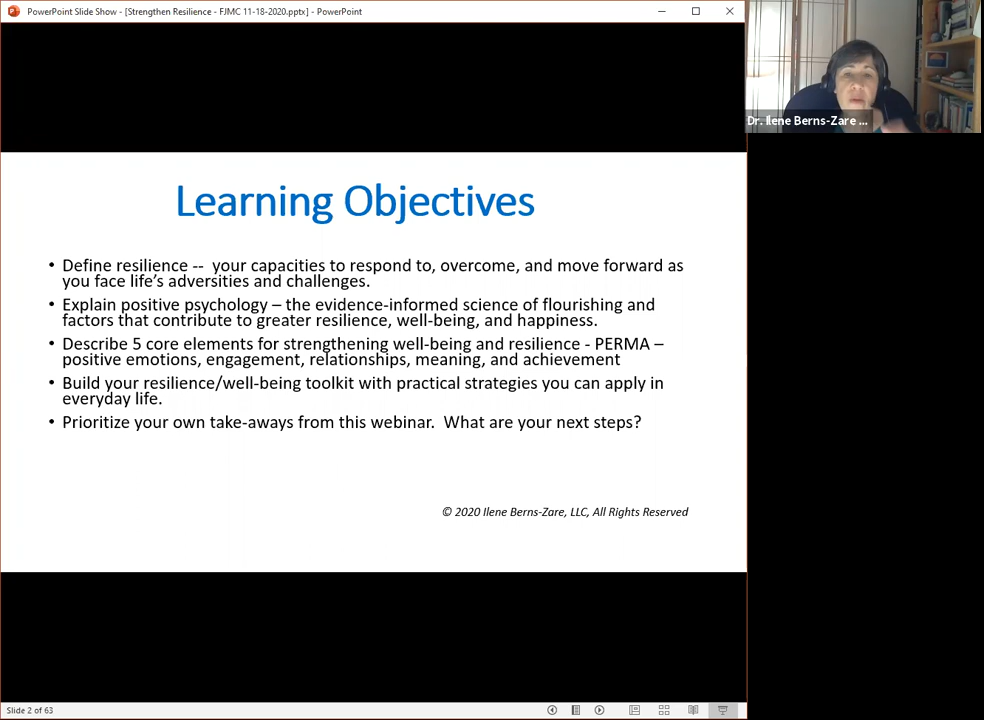 PowerPoint Slide Show - [Strengthen Resilience - FJMC 11-18-2020.pptx] - PowerPoint
Dr. Ilene Berns-Zare ...
Learning Objectives
• Define resilience --  your capacities to respond to, overcome, and move forward as
you face life’s adversities and challenges.
• Explain positive psychology – the evidence-informed science of flourishing and
factors that contribute to greater resilience, well-being, and happiness.
• Describe 5 core elements for strengthening well-being and resilience - PERMA –
positive emotions, engagement, relationships, meaning, and achievement
• Build your resilience/well-being toolkit with practical strategies you can apply in
everyday life.
• Prioritize your own take-aways from this webinar.  What are your next steps?
© 2020 Ilene Berns-Zare, LLC, All Rights Reserved
Slide 2 of 63